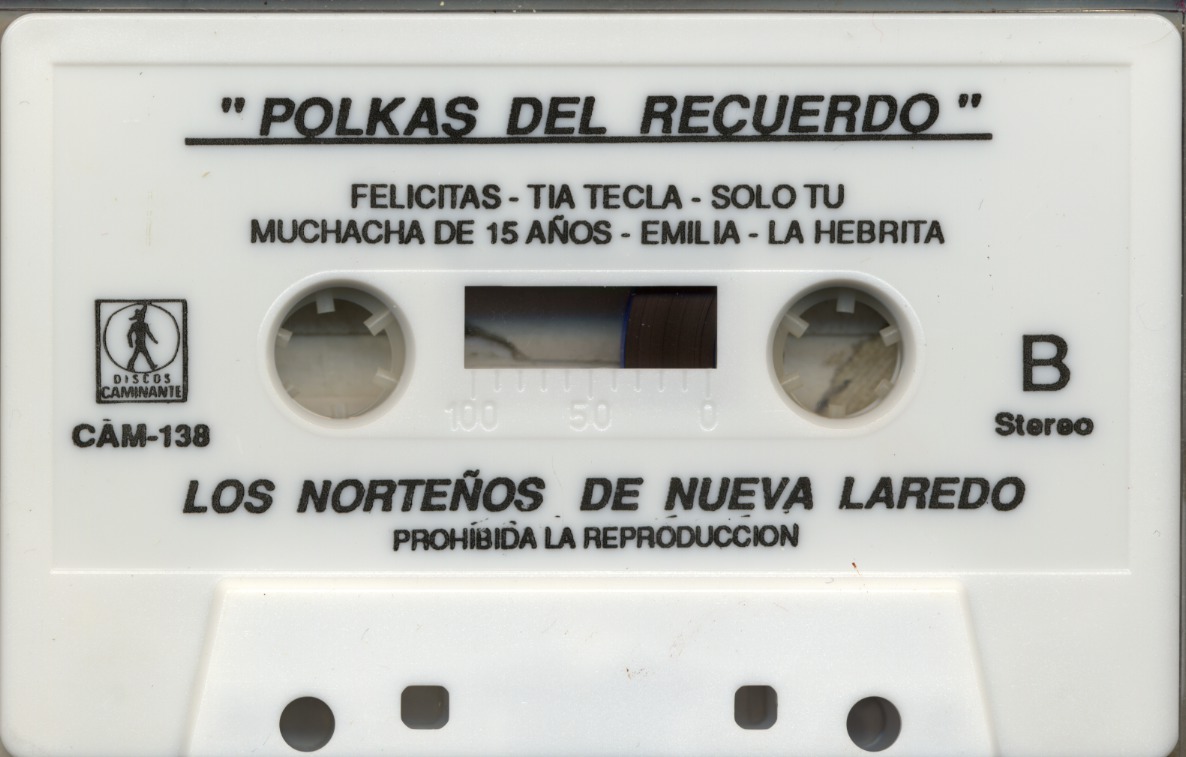 " POLKAS DEL RECUERDO "
FELICITAS - TIA TECLA - SOLO TU
MUCHACHA DE 15 AÑOS - EMILIA - LA HEBRITA
DISCOS
CAMINANTE
CAM-138
100 50 0
B
Stereo
LOS NORTEÑOS DE NUEVA LAREDO
PROHIBIDA LA REPRODUCCION